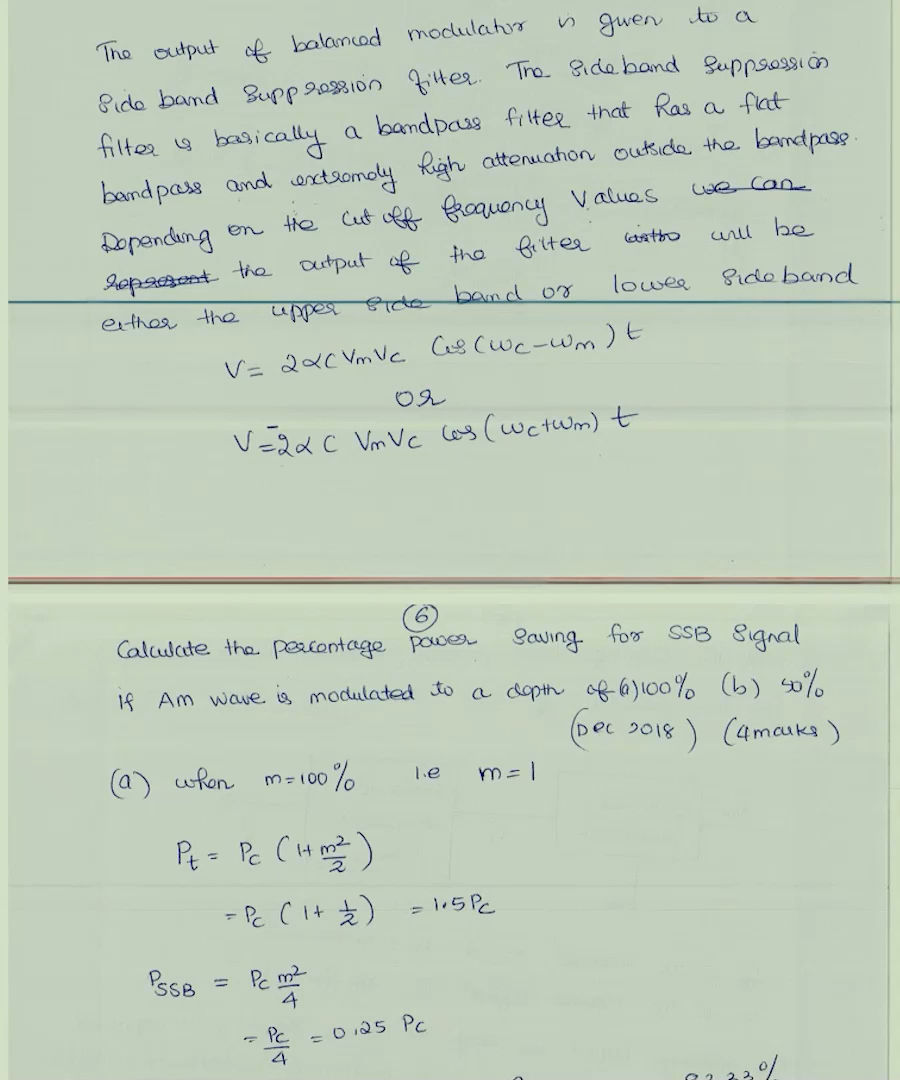 The output of balanced modulator is given to a
Side band Suppression filter. The Sideband Suppression
filter is basically a bandpass filter that has a flat
bandpass and extremely high attenuation outside the bandpass.
Depending on the cut off frequency Values we can
represent the output of the filter will be
either the upper side band or lower sideband
V = 2αC VmVc Cos(ωc-ωm)t
OR
V = -2αC VmVc Cos(ωc+ωm)t
6
Calculate the percentage power Saving for SSB Signal
if Am wave is modulated to a depth of (a)100% (b) 50%
(Dec 2018) (4marks)
(a) when m=100% i.e m=1
Pt = Pc (1+ m²/2)
= Pc (1+ 1/2) = 1.5Pc
PSSB = Pc m²/4
= Pc/4 = 0.25 Pc